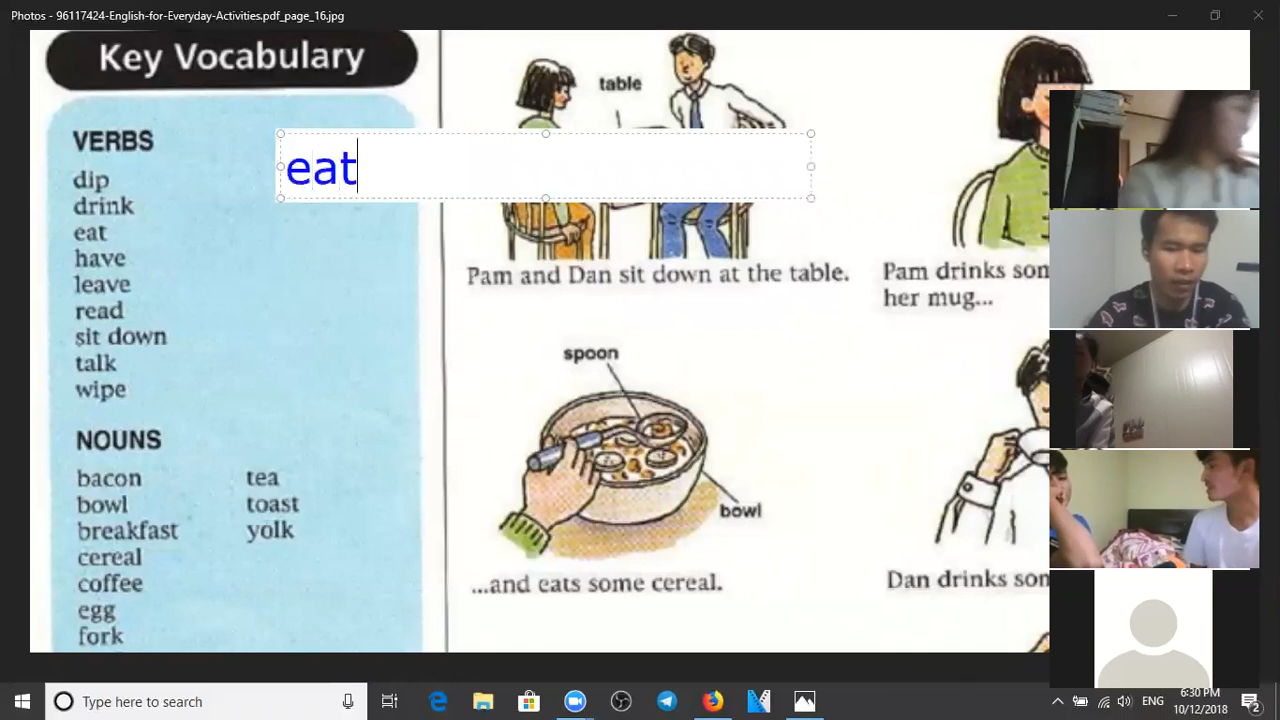 Photos - 96117424-English-for-Everyday-Activities.pdf_page_16.jpg
Key Vocabulary
VERBS
dip
drink
eat
have
leave
read
sit down
talk
wipe
NOUNS
bacon tea
bowl toast
breakfast yolk
cereal
coffee
egg
fork
eat
table
Pam and Dan sit down at the table.
Pam drinks
her mug...
spoon
bowl
...and eats some cereal.
Dan drinks
Type here to search
ENG
6:30 PM
10/12/2018
2